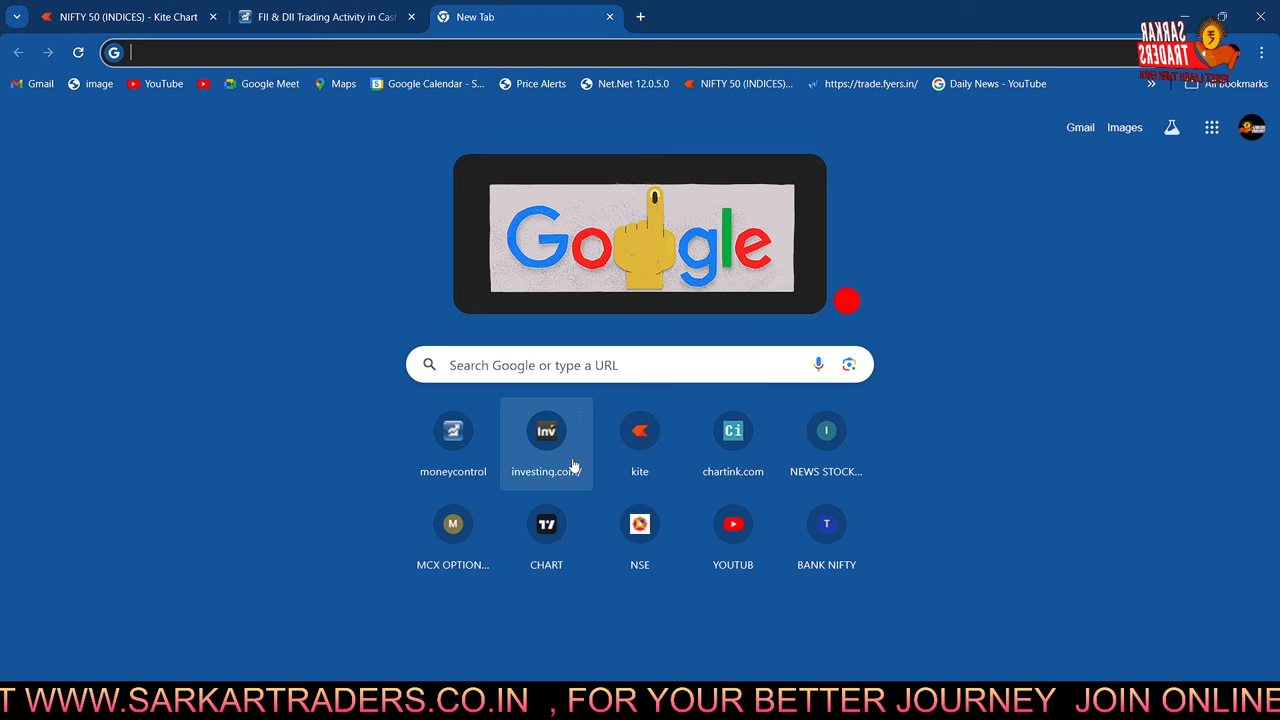 NIFTY 50 (INDICES) - Kite Chart
FII & DII Trading Activity in Cas
New Tab
SARKAR
TRADERS
Gmail
image
YouTube
Google Meet
Maps
Google Calendar - S...
Price Alerts
Net.Net 12.0.5.0
NIFTY 50 (INDICES)...
https://trade.fyers.in/
Daily News - YouTube
All Bookmarks
Gmail
Images
Google
Search Google or type a URL
moneycontrol
Inv
investing.com/
kite
Ci
chartink.com
I
NEWS STOCK...
M
MCX OPTION...
CHART
NSE
YOUTUB
T
BANK NIFTY
T WWW.SARKARTRADERS.CO.IN , FOR YOUR BETTER JOURNEY JOIN ONLINE